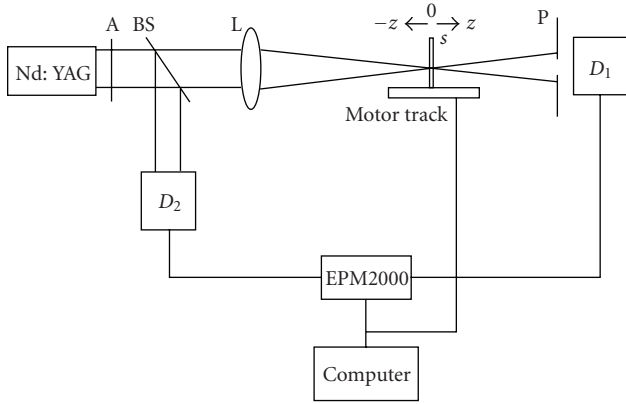 A BS L −z 0 z P
s
Nd: YAG
D1
Motor track
D2
EPM2000
Computer